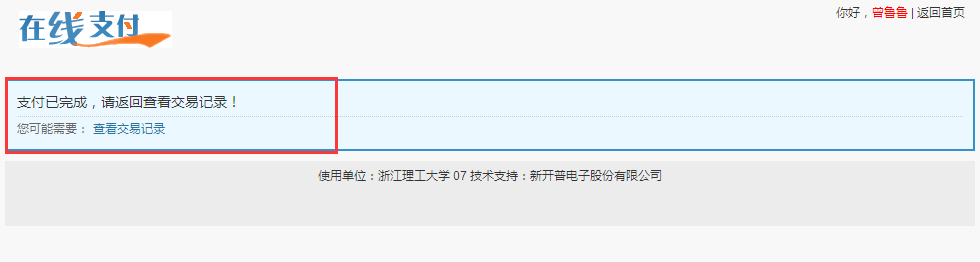 在线支付
你好，曾鲁鲁 | 返回首页
支付已完成，请返回查看交易记录！
您可能需要： 查看交易记录
使用单位：浙江理工大学 07 技术支持：新开普电子股份有限公司